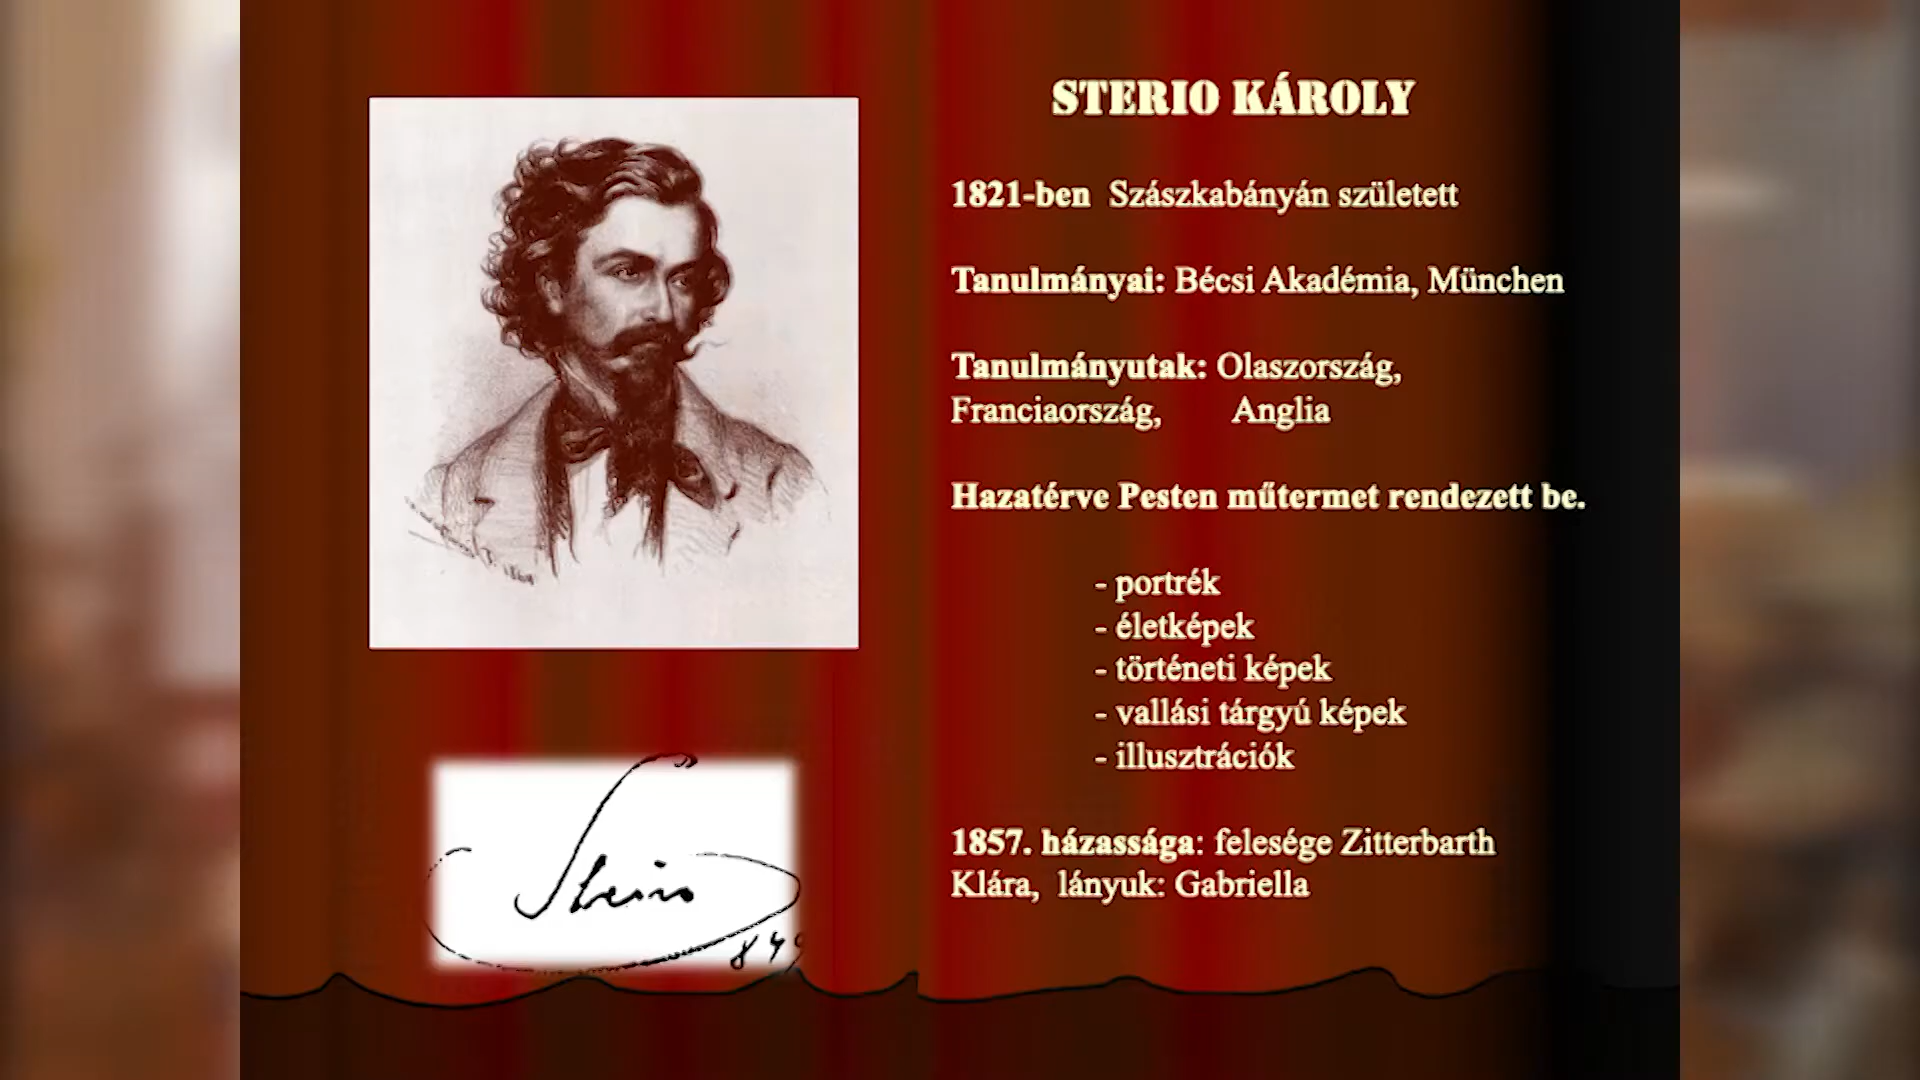 STERIO KÁROLY
1821-ben Szászkabányán született
Tanulmányai: Bécsi Akadémia, München
Tanulmányutak: Olaszország,
Franciaország, Anglia
Hazatérve Pesten műtermet rendezett be.
- portrék
- életképek
- történeti képek
- vallási tárgyú képek
- illusztrációk
1857. házassága: felesége Zitterbarth
Klára, lányuk: Gabriella
Sterio
849